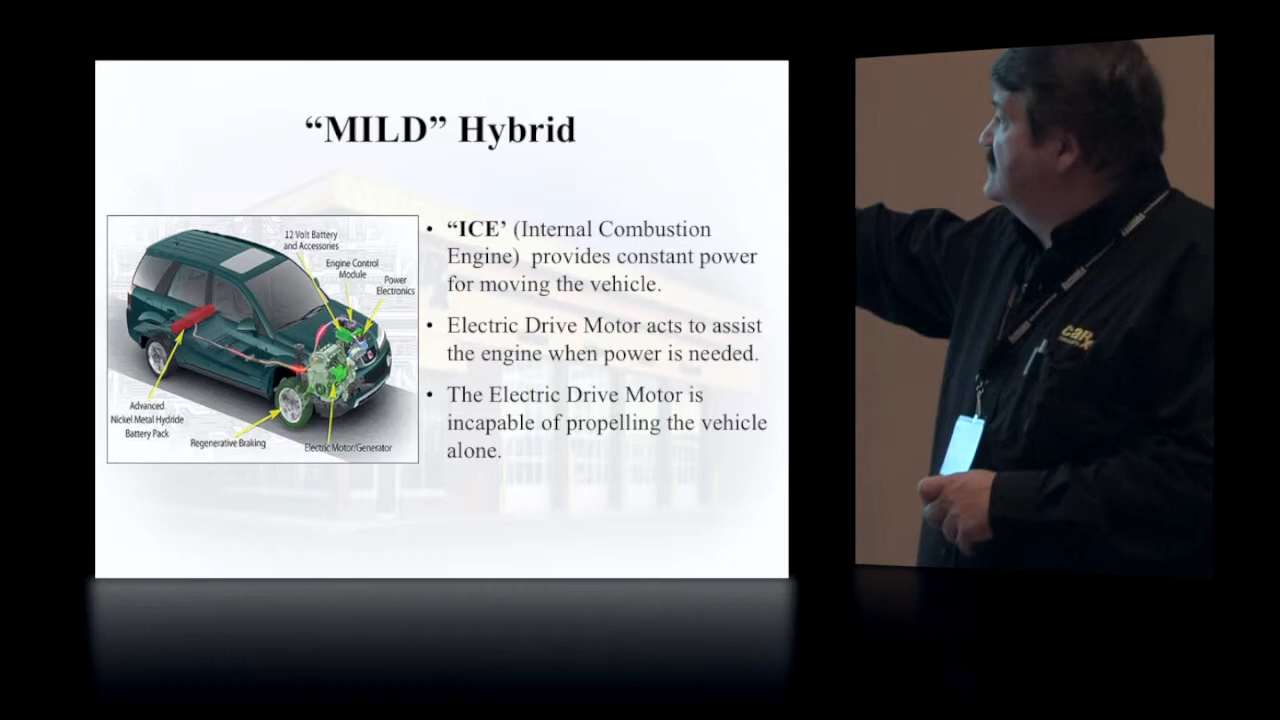 “MILD” Hybrid
12 Volt Battery
and Accessories
Engine Control
Module
Power
Electronics
Advanced
Nickel Metal Hydride
Battery Pack
Regenerative Braking
Electric Motor/Generator
• “ICE’ (Internal Combustion
Engine) provides constant power
for moving the vehicle.
• Electric Drive Motor acts to assist
the engine when power is needed.
• The Electric Drive Motor is
incapable of propelling the vehicle
alone.
CARX